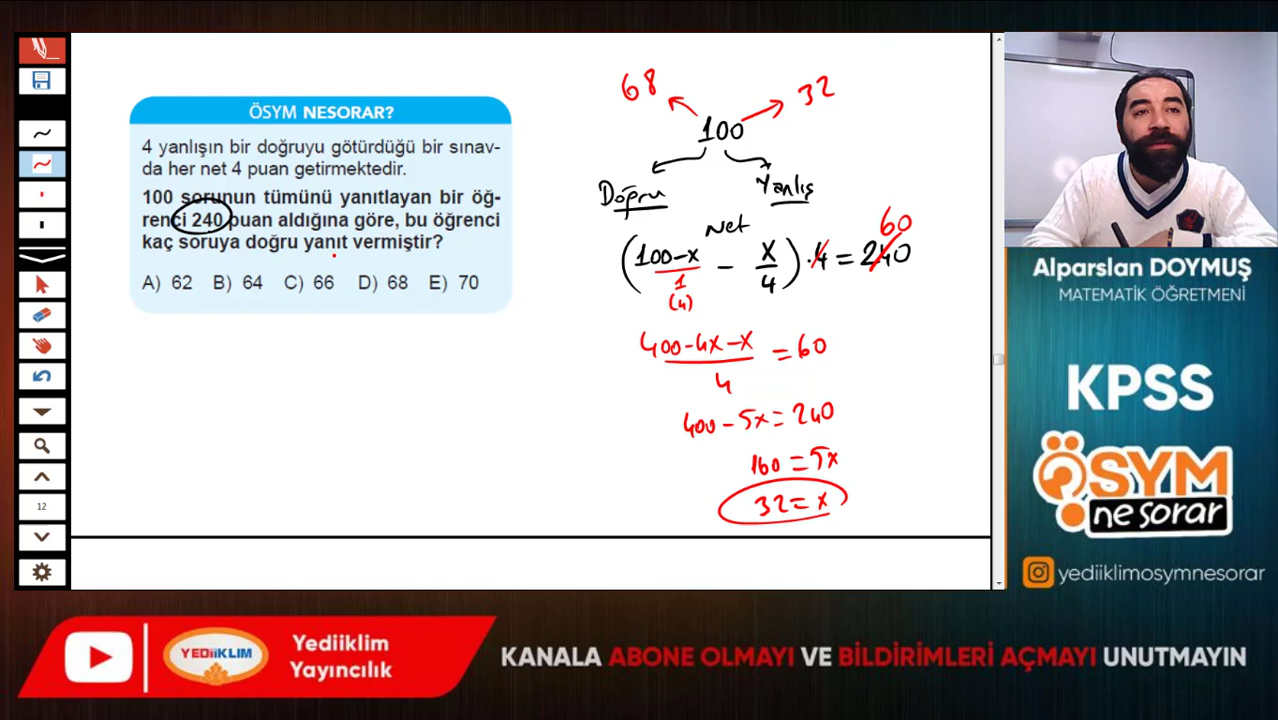 ÖSYM NESORAR?
4 yanlışın bir doğruyu götürdüğü bir sınav-
da her net 4 puan getirmektedir.
100 sorunun tümünü yanıtlayan bir öğ-
renci 240 puan aldığına göre, bu öğrenci
kaç soruya doğru yanıt vermiştir?
A) 62 B) 64 C) 66 D) 68 E) 70
68 32
100
Doğru Yanlış
Net
60
(100-x/1 - x/4) · 4 = 240
(4)
400-4x-x/4 = 60
400-5x=240
160=5x
32=x
12
Alparslan DOYMUŞ
MATEMATİK ÖĞRETMENİ
KPSS
ÖSYM
ne sorar
yediiklimosymnesorar
YEDİİKLİM
Yediiklim
Yayıncılık
KANALA ABONE OLMAYI VE BİLDİRİMLERİ AÇMAYI UNUTMAYIN